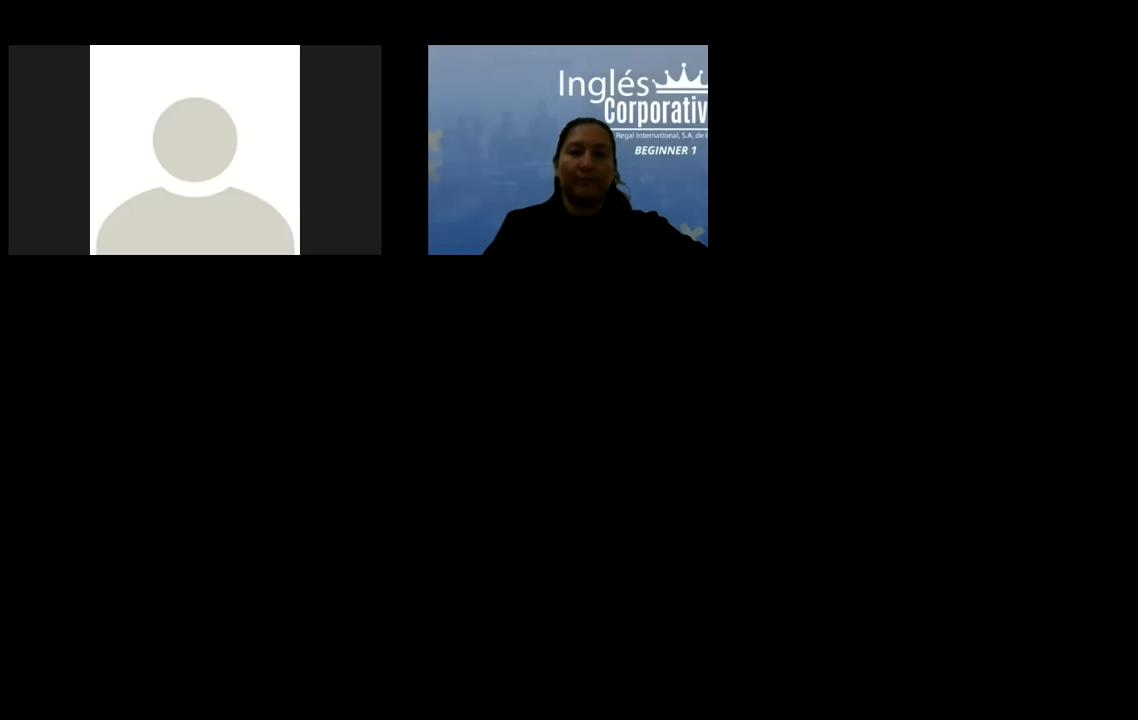 Inglés
Corporativ
Regal International, S.A. de
BEGINNER 1